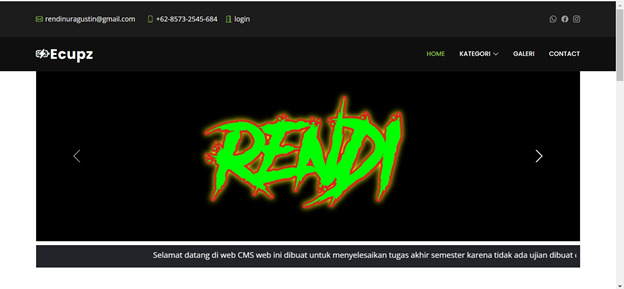 rendinuragustin@gmail.com +62-8573-2545-684 login
Ecupz HOME KATEGORI GALERI CONTACT
RENDI
Selamat datang di web CMS web ini dibuat untuk menyelesaikan tugas akhir semester karena tidak ada ujian dibuat